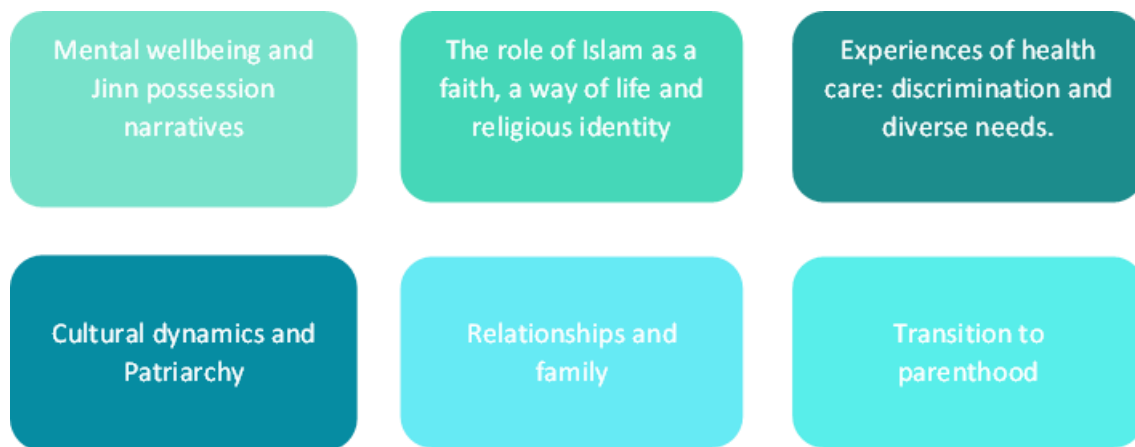 Mental wellbeing and
Jinn possession
narratives
The role of Islam as a
faith, a way of life and
religious identity
Experiences of health
care: discrimination and
diverse needs.
Cultural dynamics and
Patriarchy
Relationships and
family
Transition to
parenthood